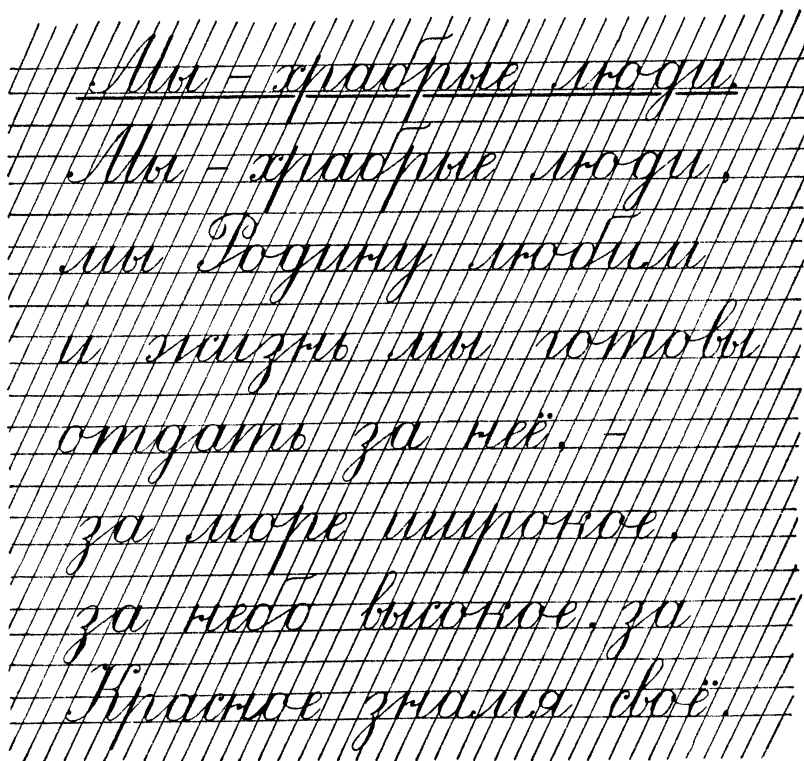 Мы - храбрые люди.
Мы - храбрые люди,
мы Родину любим
и жизнь мы готовы
отдать за неё, -
за море широкое,
за небо высокое, за
Красное знамя своё.